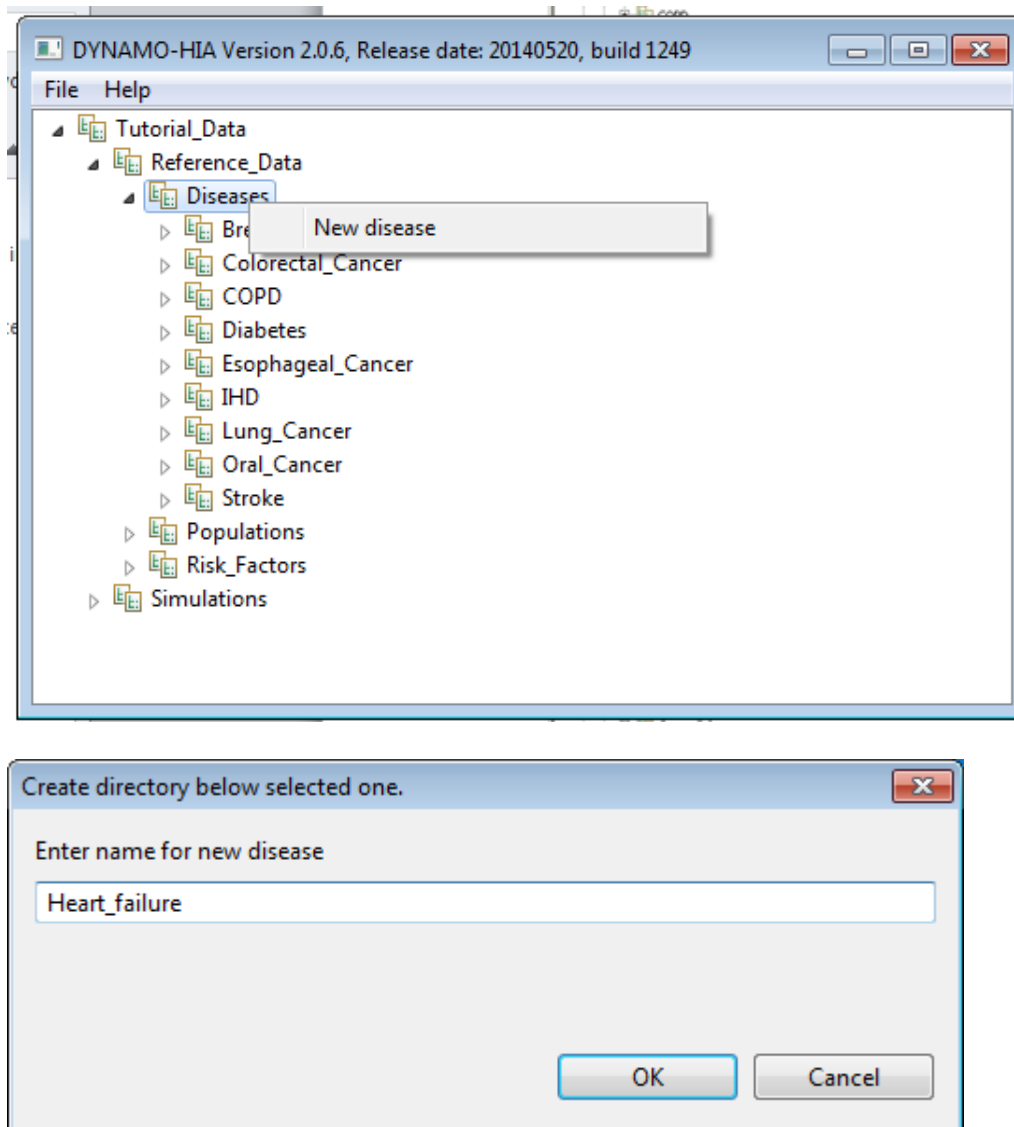 DYNAMO-HIA Version 2.0.6, Release date: 20140520, build 1249
File Help
Tutorial_Data
Reference_Data
Diseases
New disease
Bre
Colorectal_Cancer
COPD
Diabetes
Esophageal_Cancer
IHD
Lung_Cancer
Oral_Cancer
Stroke
Populations
Risk_Factors
Simulations
Create directory below selected one.
Enter name for new disease
Heart_failure
OK Cancel